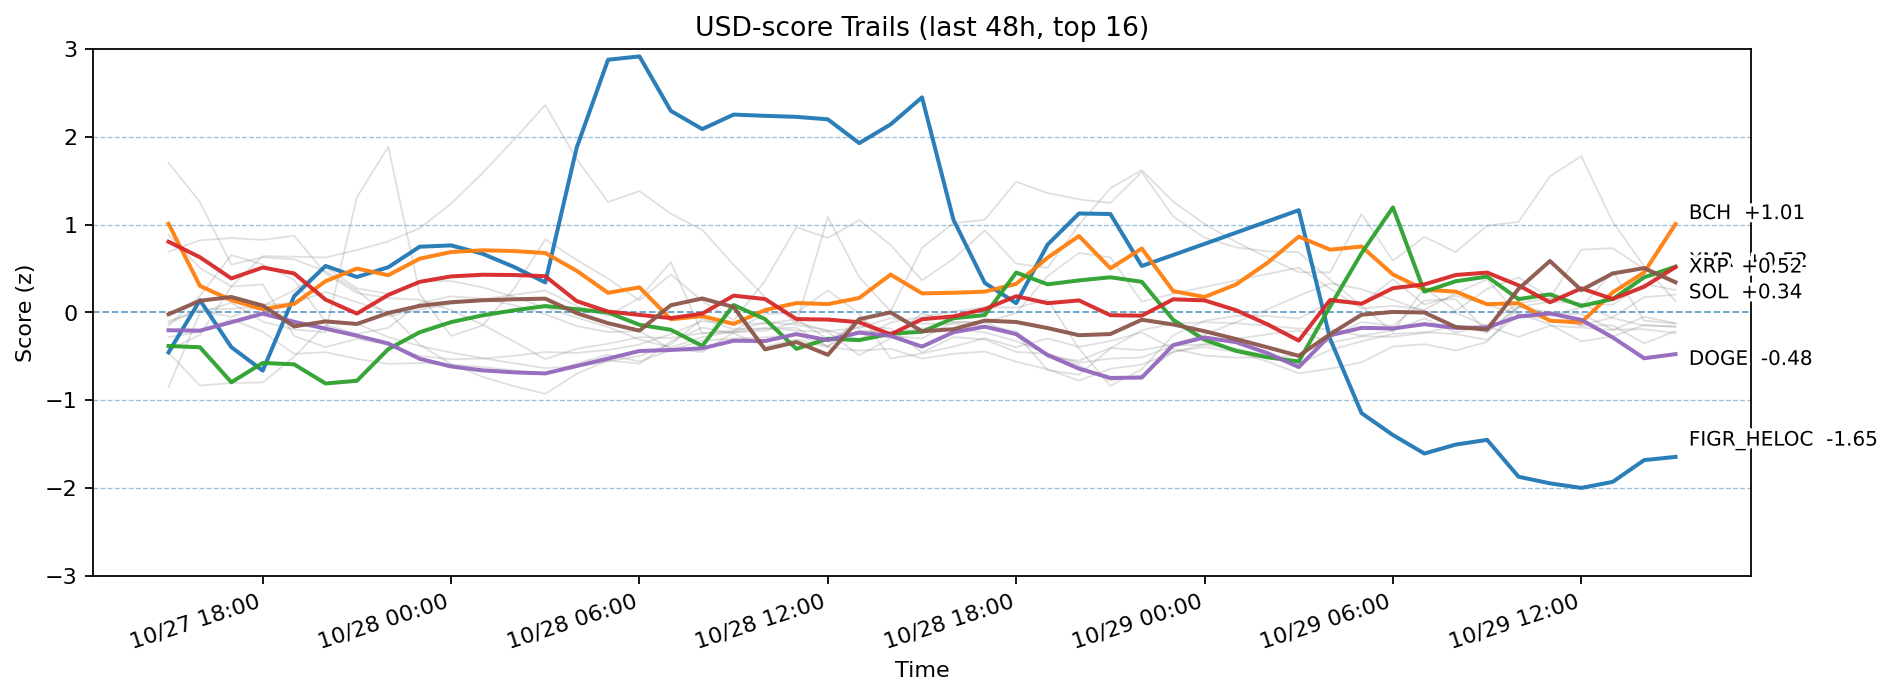 USD-score Trails (last 48h, top 16)
Score (z)
3
2
1
0
−1
−2
−3
BCH +1.01
XRP +0.52
SOL +0.34
DOGE -0.48
FIGR_HELOC -1.65
10/27 18:00
10/28 00:00
10/28 06:00
10/28 12:00
10/28 18:00
10/29 00:00
10/29 06:00
10/29 12:00
Time